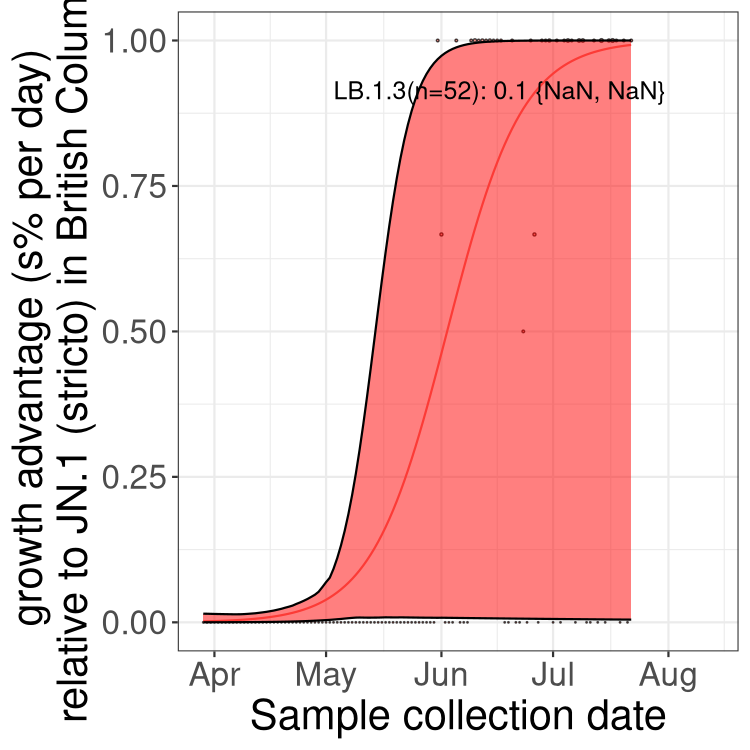 growth advantage (s% per day)
relative to JN.1 (stricto) in British Colum
1.00
0.75
0.50
0.25
0.00
LB.1.3(n=52): 0.1 {NaN, NaN}
Apr May Jun Jul Aug
Sample collection date